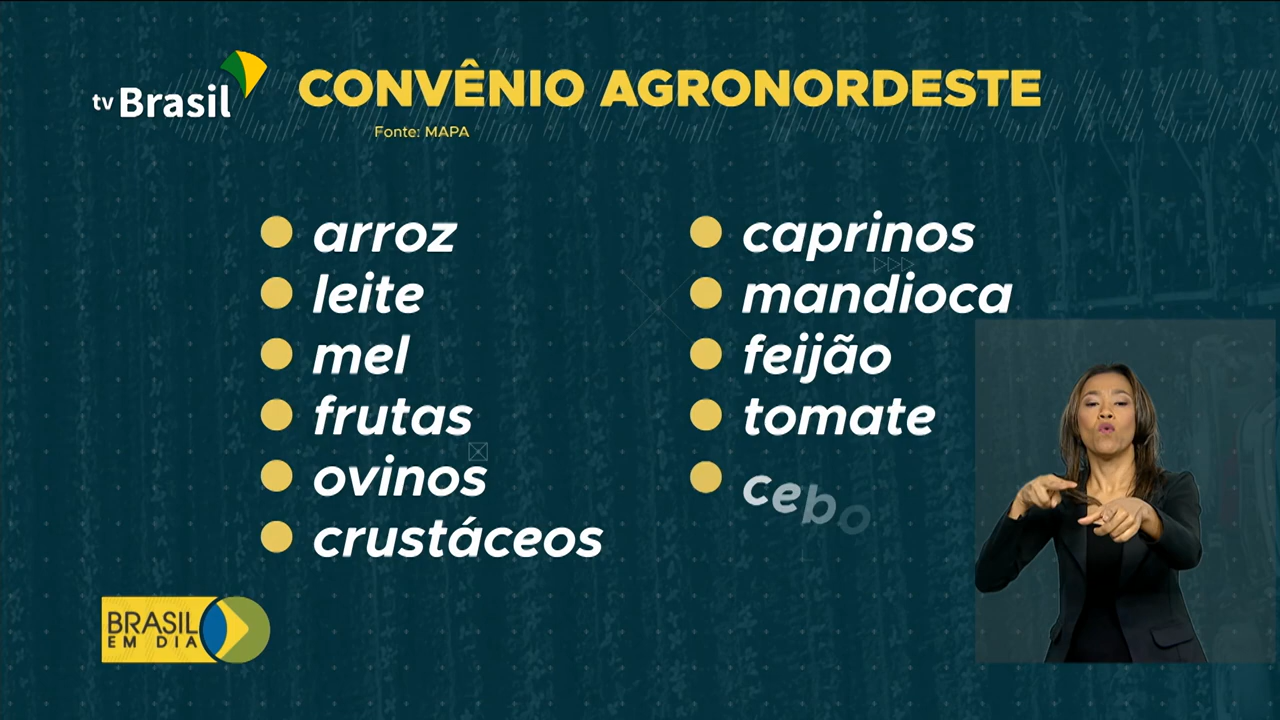 tv Brasil
CONVÊNIO AGRONORDESTE
Fonte: MAPA
arroz
leite
mel
frutas
ovinos
crustáceos
caprinos
mandioca
feijão
tomate
cebo
BRASIL
EM DIA